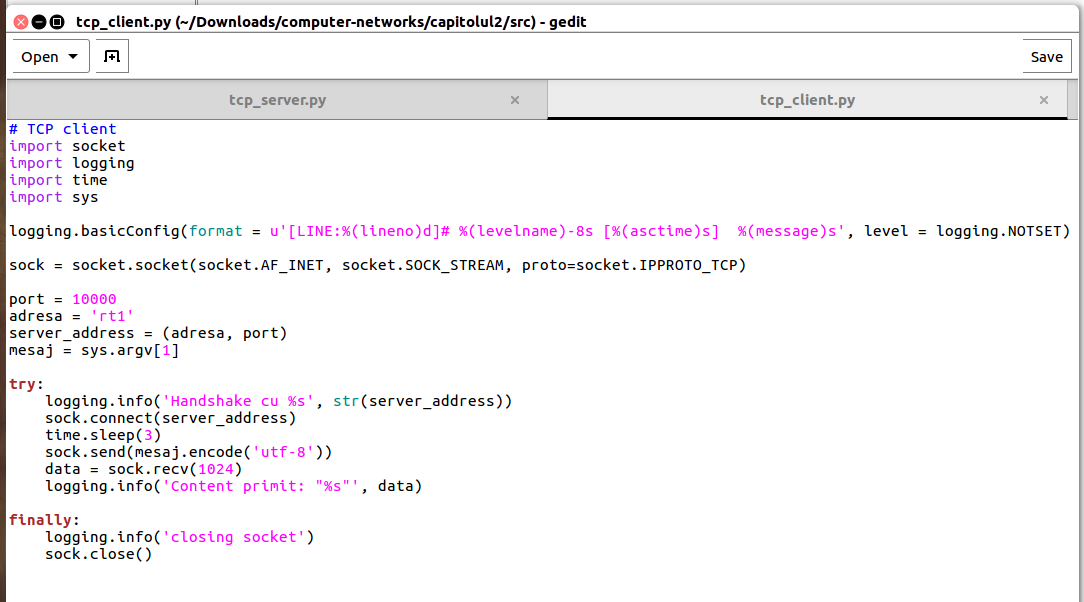 tcp_client.py (~/Downloads/computer-networks/capitolul2/src) - gedit
Open
Save
tcp_server.py × tcp_client.py ×
# TCP client
import socket
import logging
import time
import sys

logging.basicConfig(format = u'[LINE:%(lineno)d]# %(levelname)-8s [%(asctime)s]  %(message)s', level = logging.NOTSET)

sock = socket.socket(socket.AF_INET, socket.SOCK_STREAM, proto=socket.IPPROTO_TCP)

port = 10000
adresa = 'rt1'
server_address = (adresa, port)
mesaj = sys.argv[1]

try:
    logging.info('Handshake cu %s', str(server_address))
    sock.connect(server_address)
    time.sleep(3)
    sock.send(mesaj.encode('utf-8'))
    data = sock.recv(1024)
    logging.info('Content primit: "%s"', data)

finally:
    logging.info('closing socket')
    sock.close()